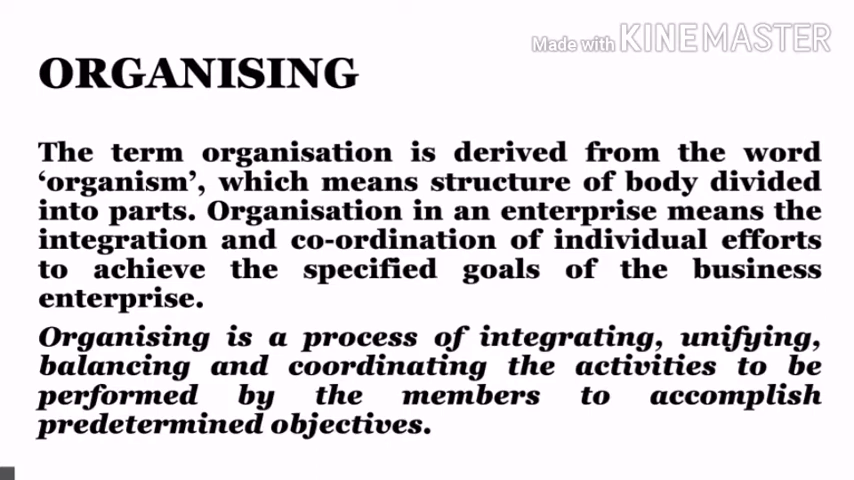 Made with KINEMASTER
ORGANISING
The term organisation is derived from the word
‘organism’, which means structure of body divided
into parts. Organisation in an enterprise means the
integration and co-ordination of individual efforts
to achieve the specified goals of the business
enterprise.
Organising is a process of integrating, unifying,
balancing and coordinating the activities to be
performed by the members to accomplish
predetermined objectives.